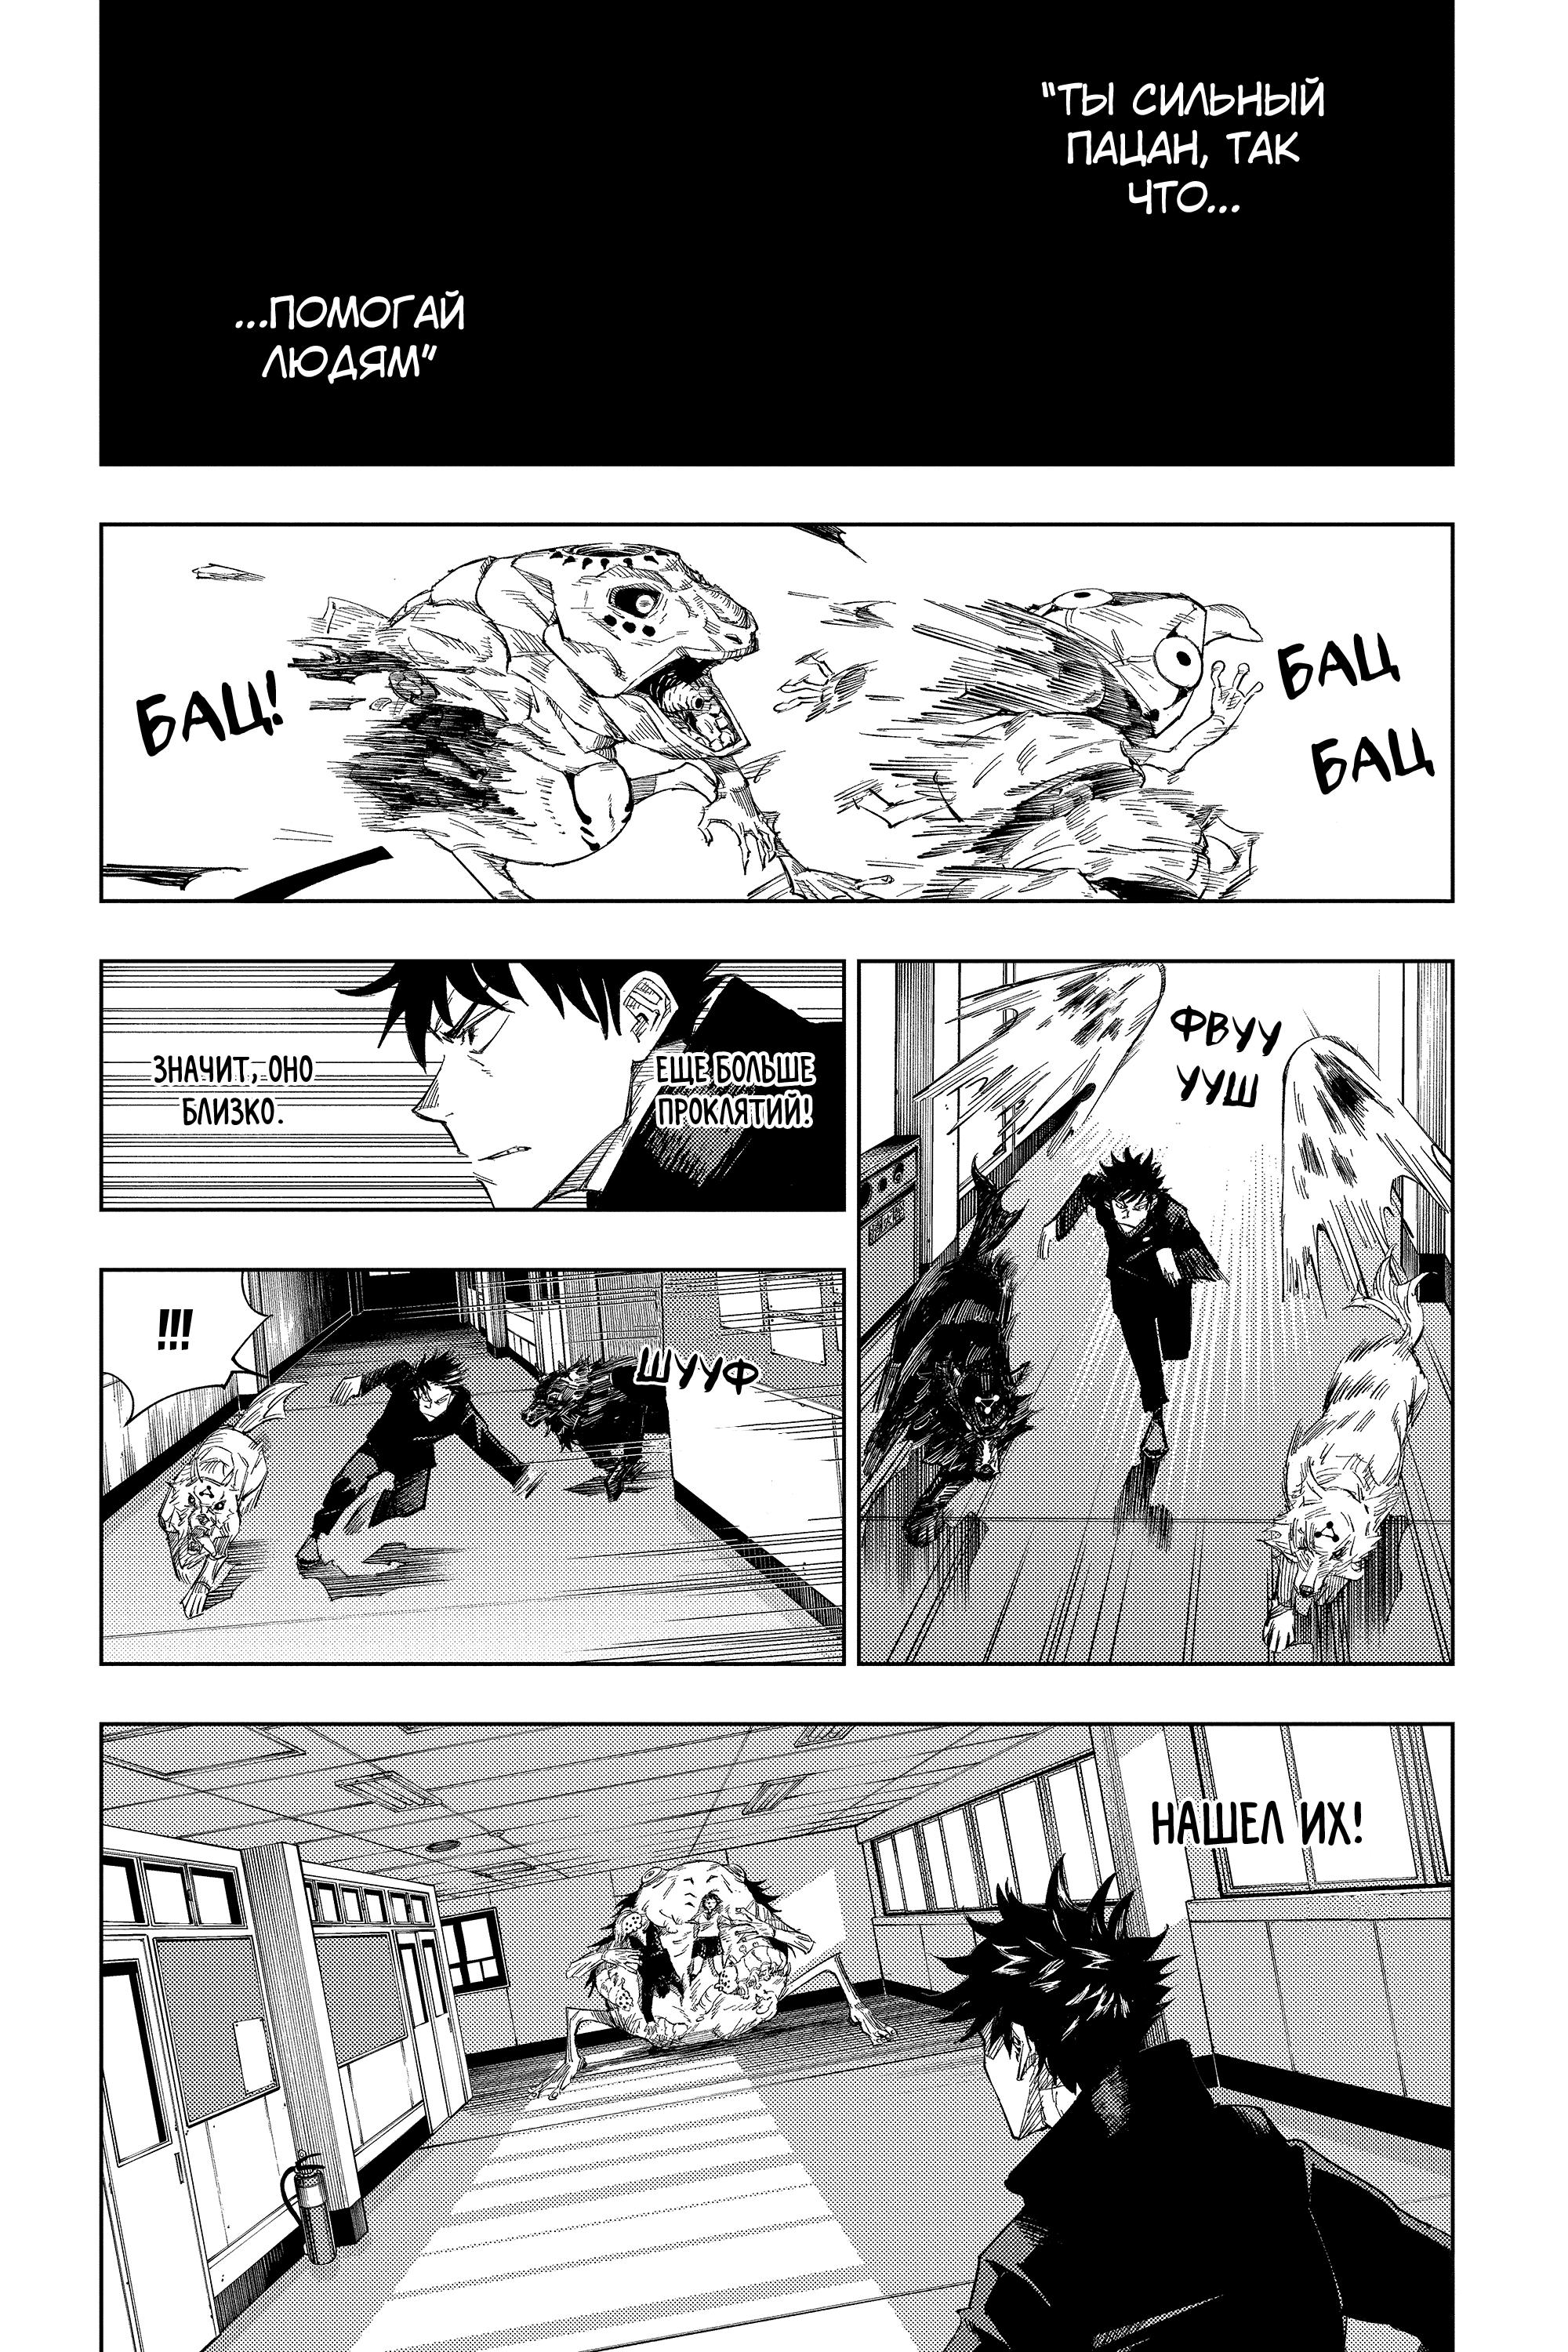 "ТЫ СИЛЬНЫЙ
ПАЦАН, ТАК
ЧТО...
...ПОМОГАЙ
ЛЮДЯМ"
БАЦ
БАЦ
БАЦ!
ФВУУ
УУШ
ЕЩЕ БОЛЬШЕ
ПРОКЛЯТИЙ!
ЗНАЧИТ, ОНО
БЛИЗКО.
ШУУФ
!!!
НАШЕЛ ИХ!